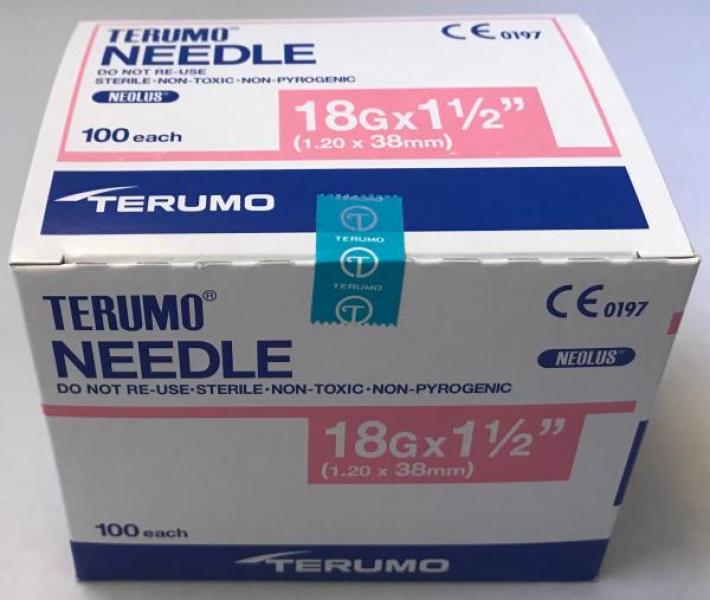 TERUMO®
NEEDLE
CE 0197
DO NOT RE-USE
STERILE·NON-TOXIC·NON-PYROGENIC
NEOLUS®
18G x 1½”
(1.20 x 38mm)
100 each
TERUMO
TERUMO
TERUMO
TERUMO®
NEEDLE
CE 0197
NEOLUS®
DO NOT RE-USE·STERILE·NON-TOXIC·NON-PYROGENIC
18G x 1½”
(1.20 x 38mm)
100 each
TERUMO